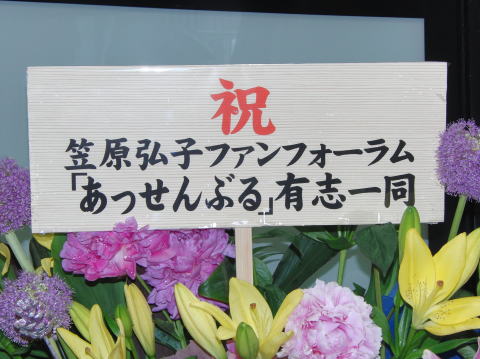 祝
笠原弘子ファンフォーラム
「あっせんぶる」有志一同